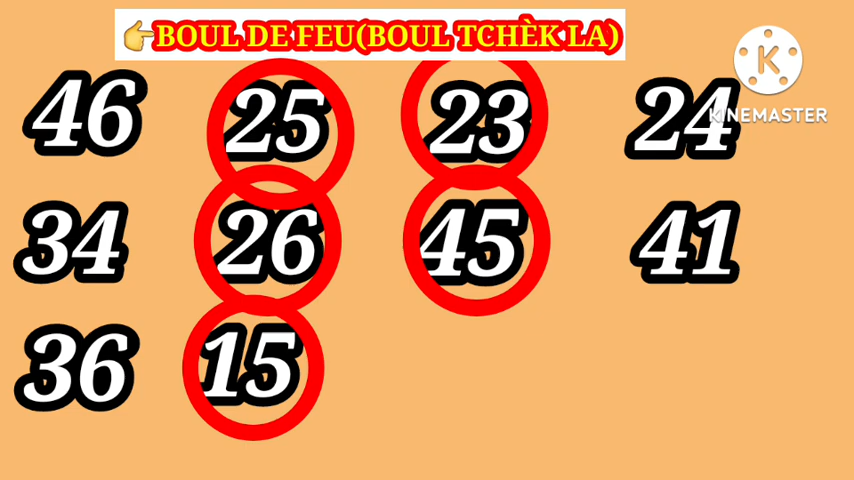 👉BOUL DE FEU(BOUL TCHÈK LA)
K
KINEMASTER
46 25 23 24
34 26 45 41
36 15